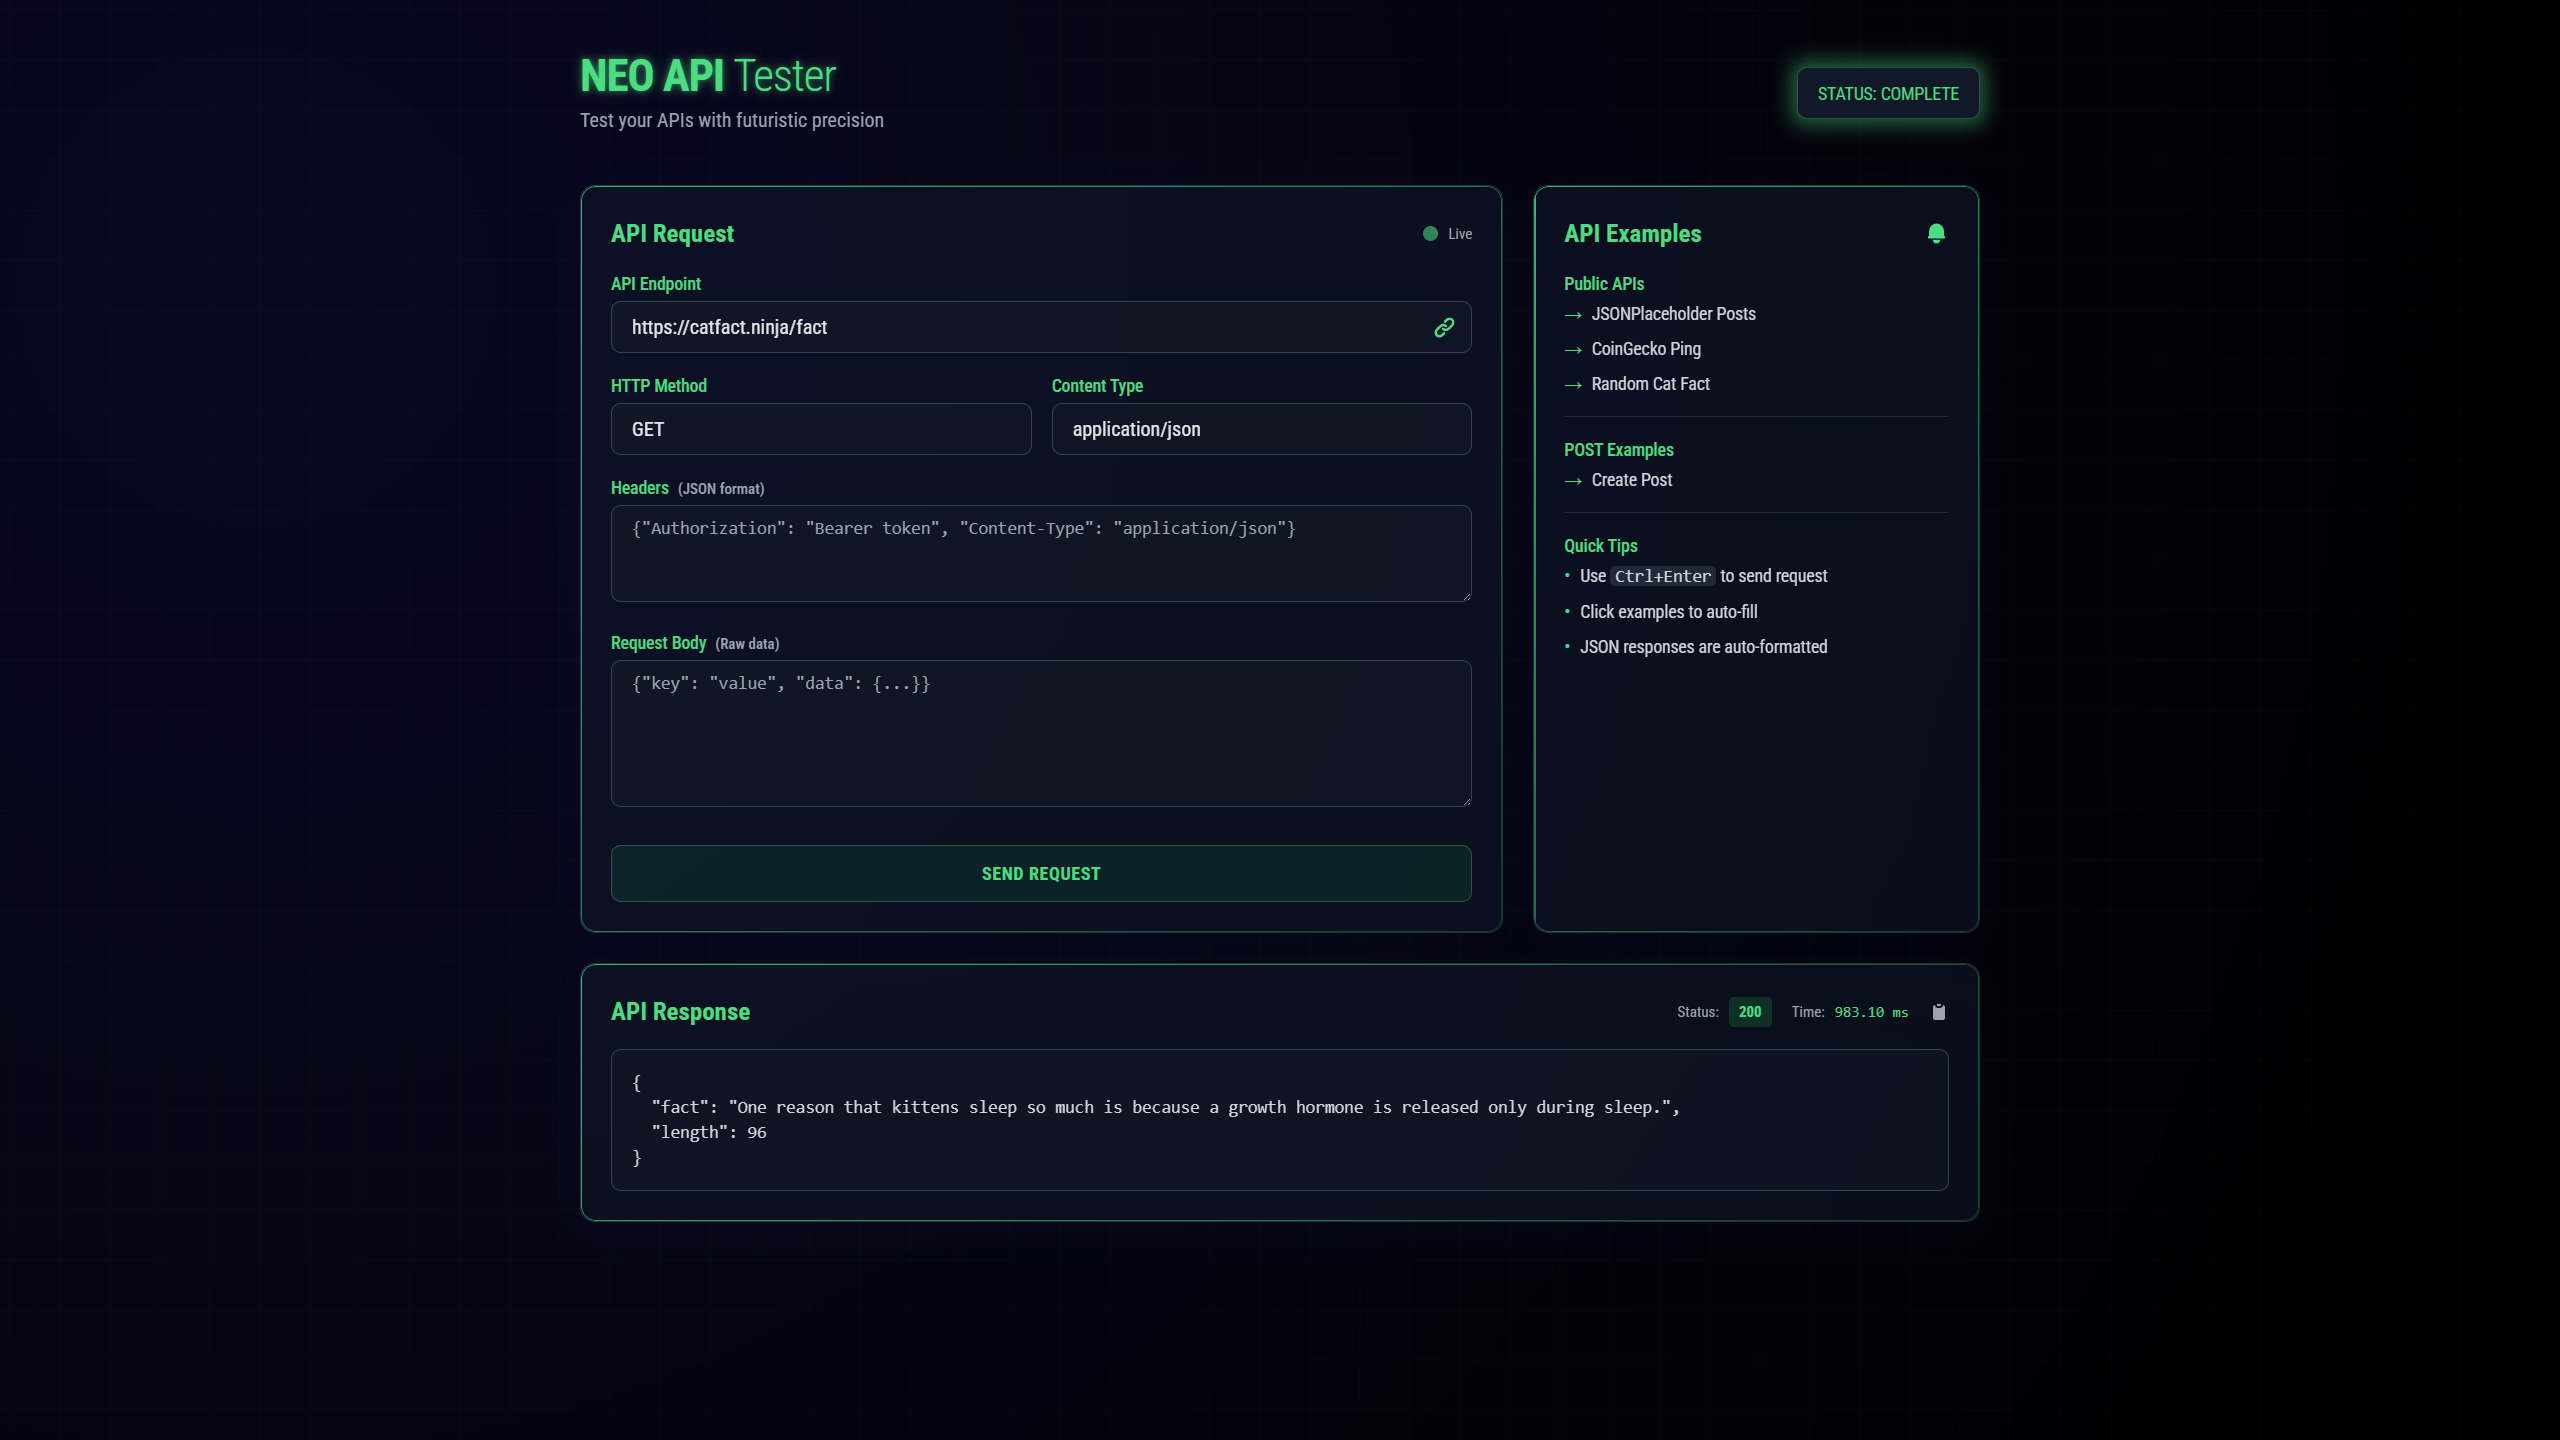 NEO API Tester
Test your APIs with futuristic precision
STATUS: COMPLETE
API Request
Live
API Endpoint
https://catfact.ninja/fact
HTTP Method
Content Type
GET
application/json
Headers (JSON format)
{"Authorization": "Bearer token", "Content-Type": "application/json"}
Request Body (Raw data)
{"key": "value", "data": {...}}
SEND REQUEST
API Examples
Public APIs
→ JSONPlaceholder Posts
→ CoinGecko Ping
→ Random Cat Fact
POST Examples
→ Create Post
Quick Tips
• Use Ctrl+Enter to send request
• Click examples to auto-fill
• JSON responses are auto-formatted
API Response
Status: 200 Time: 983.10 ms
{
  "fact": "One reason that kittens sleep so much is because a growth hormone is released only during sleep.",
  "length": 96
}